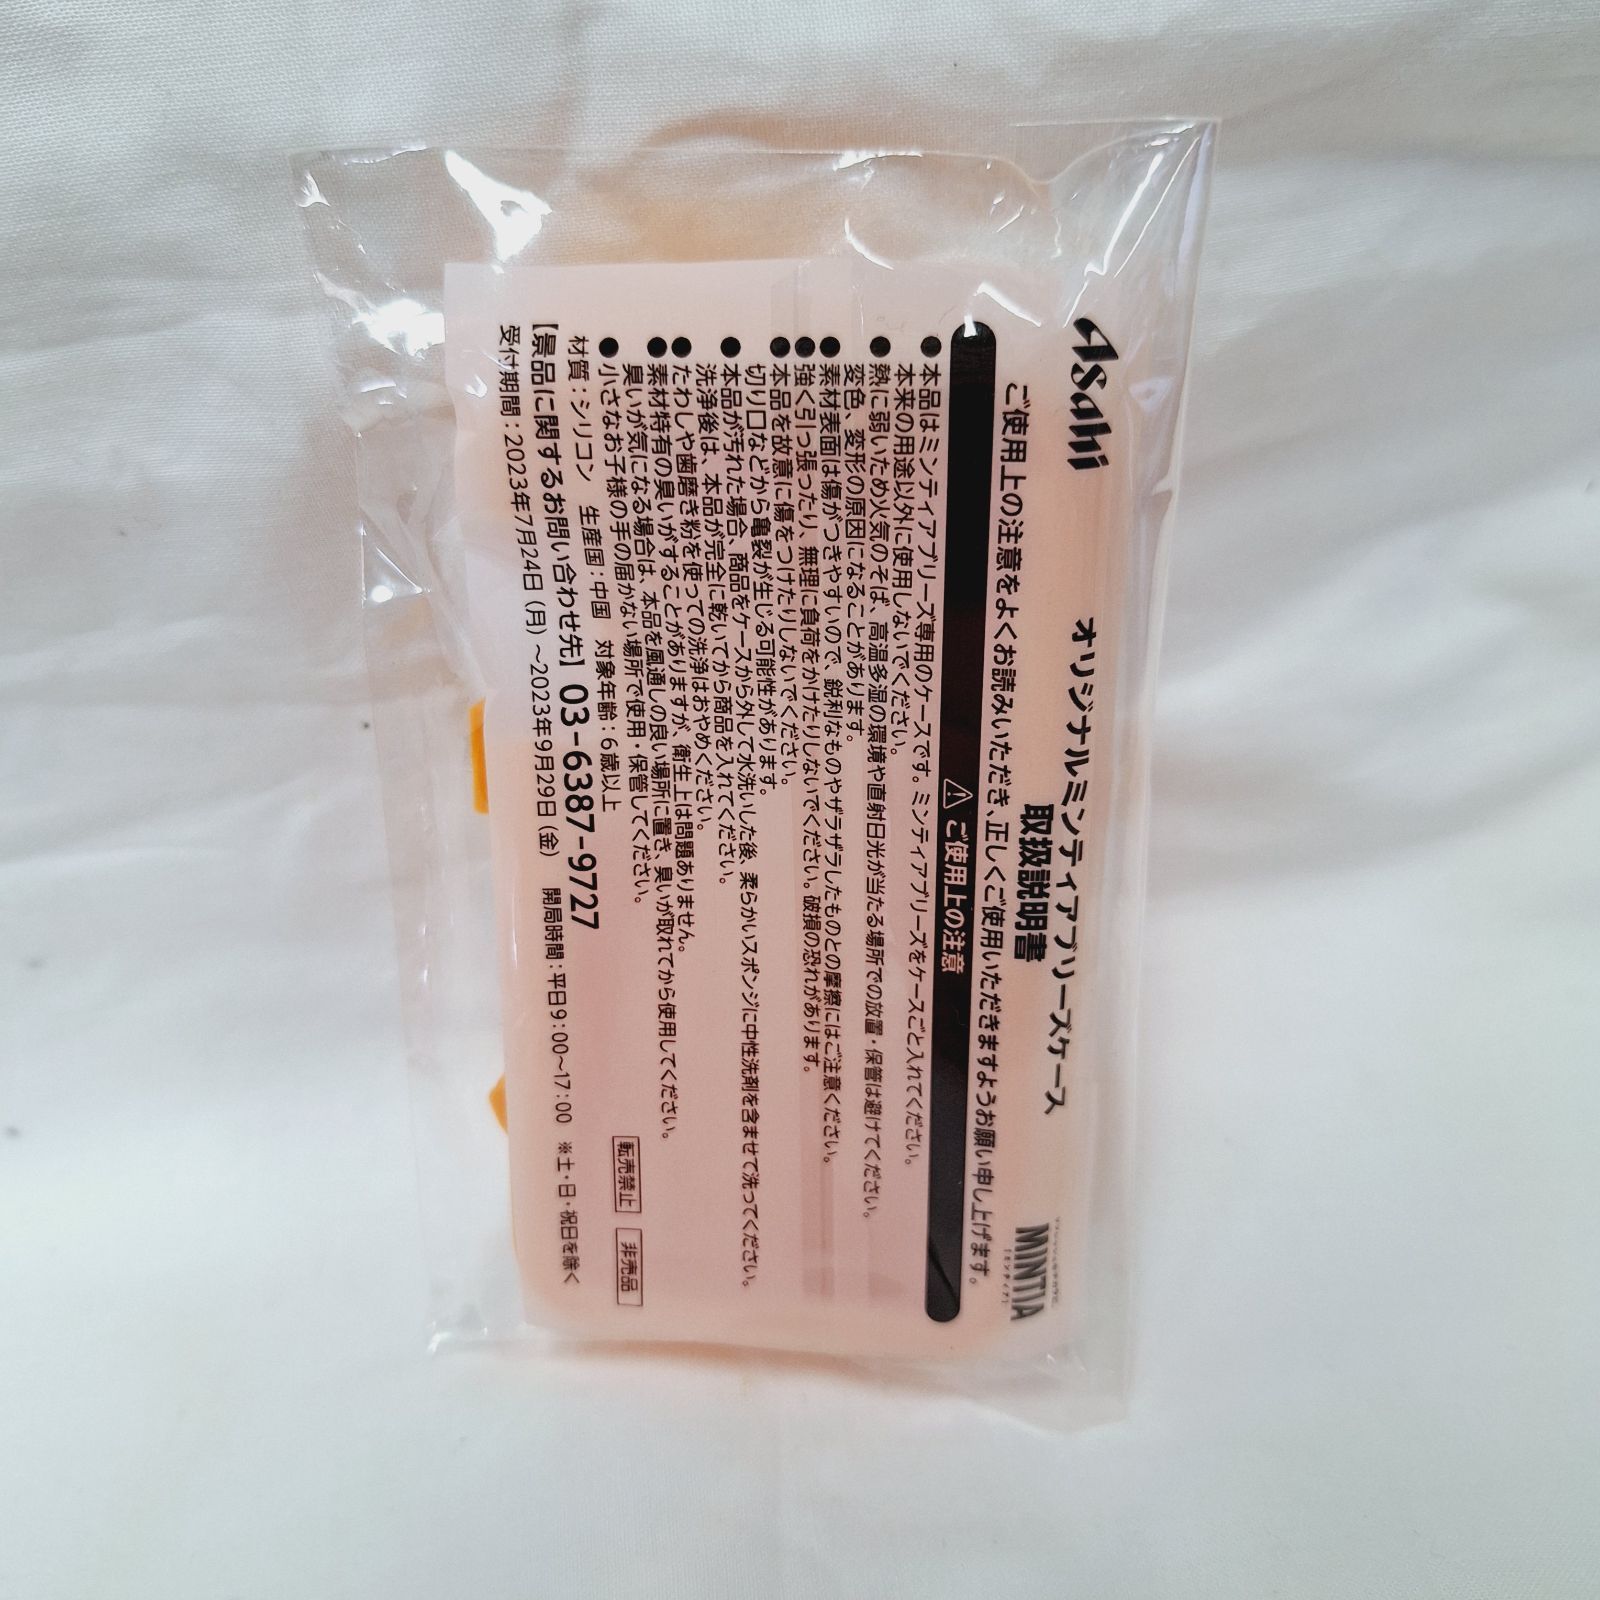 Asahi
オリジナルミンティアブリーズケース
取扱説明書
MINTIA
[ミンティア]
ご使用上の注意をよくお読みいただき、正しくご使用いただきますようお願い申し上げます。
⚠ご使用上の注意
●本品はミンティアブリーズ専用のケースです。ミンティアブリーズをケースごと入れてください。
本来の用途以外に使用しないでください。
●熱に弱いため火気のそば、高温多湿の環境や直射日光が当たる場所での放置・保管は避けてください。
変色、変形の原因になることがあります。
●素材表面は傷がつきやすいので、鋭利なものやザラザラしたものとの摩擦にはご注意ください。
●強く引っ張ったり、無理に負荷をかけたりしないでください。破損の恐れがあります。
●本品を故意に傷をつけたりしないでください。
切り口などから亀裂が生じる可能性があります。
●本品が汚れた場合、商品をケースから外して水洗いした後、柔らかいスポンジに中性洗剤を含ませて洗ってください。
洗浄後は、本品が完全に乾いてから商品を入れてください。
●たわしや歯磨き粉を使っての洗浄はおやめください。
●素材特有の臭いがすることがありますが、衛生上は問題ありません。
臭いが気になる場合は、本品を風通しの良い場所に置き、臭いが取れてから使用してください。
●小さなお子様の手の届かない場所で使用・保管してください。
材質：シリコン 生産国：中国 対象年齢：6歳以上
転売禁止 非売品
【景品に関するお問い合わせ先】03-6387-9727
受付期間：2023年7月24日（月）～2023年9月29日（金） 開局時間：平日9:00～17:00 ※土・日・祝日を除く